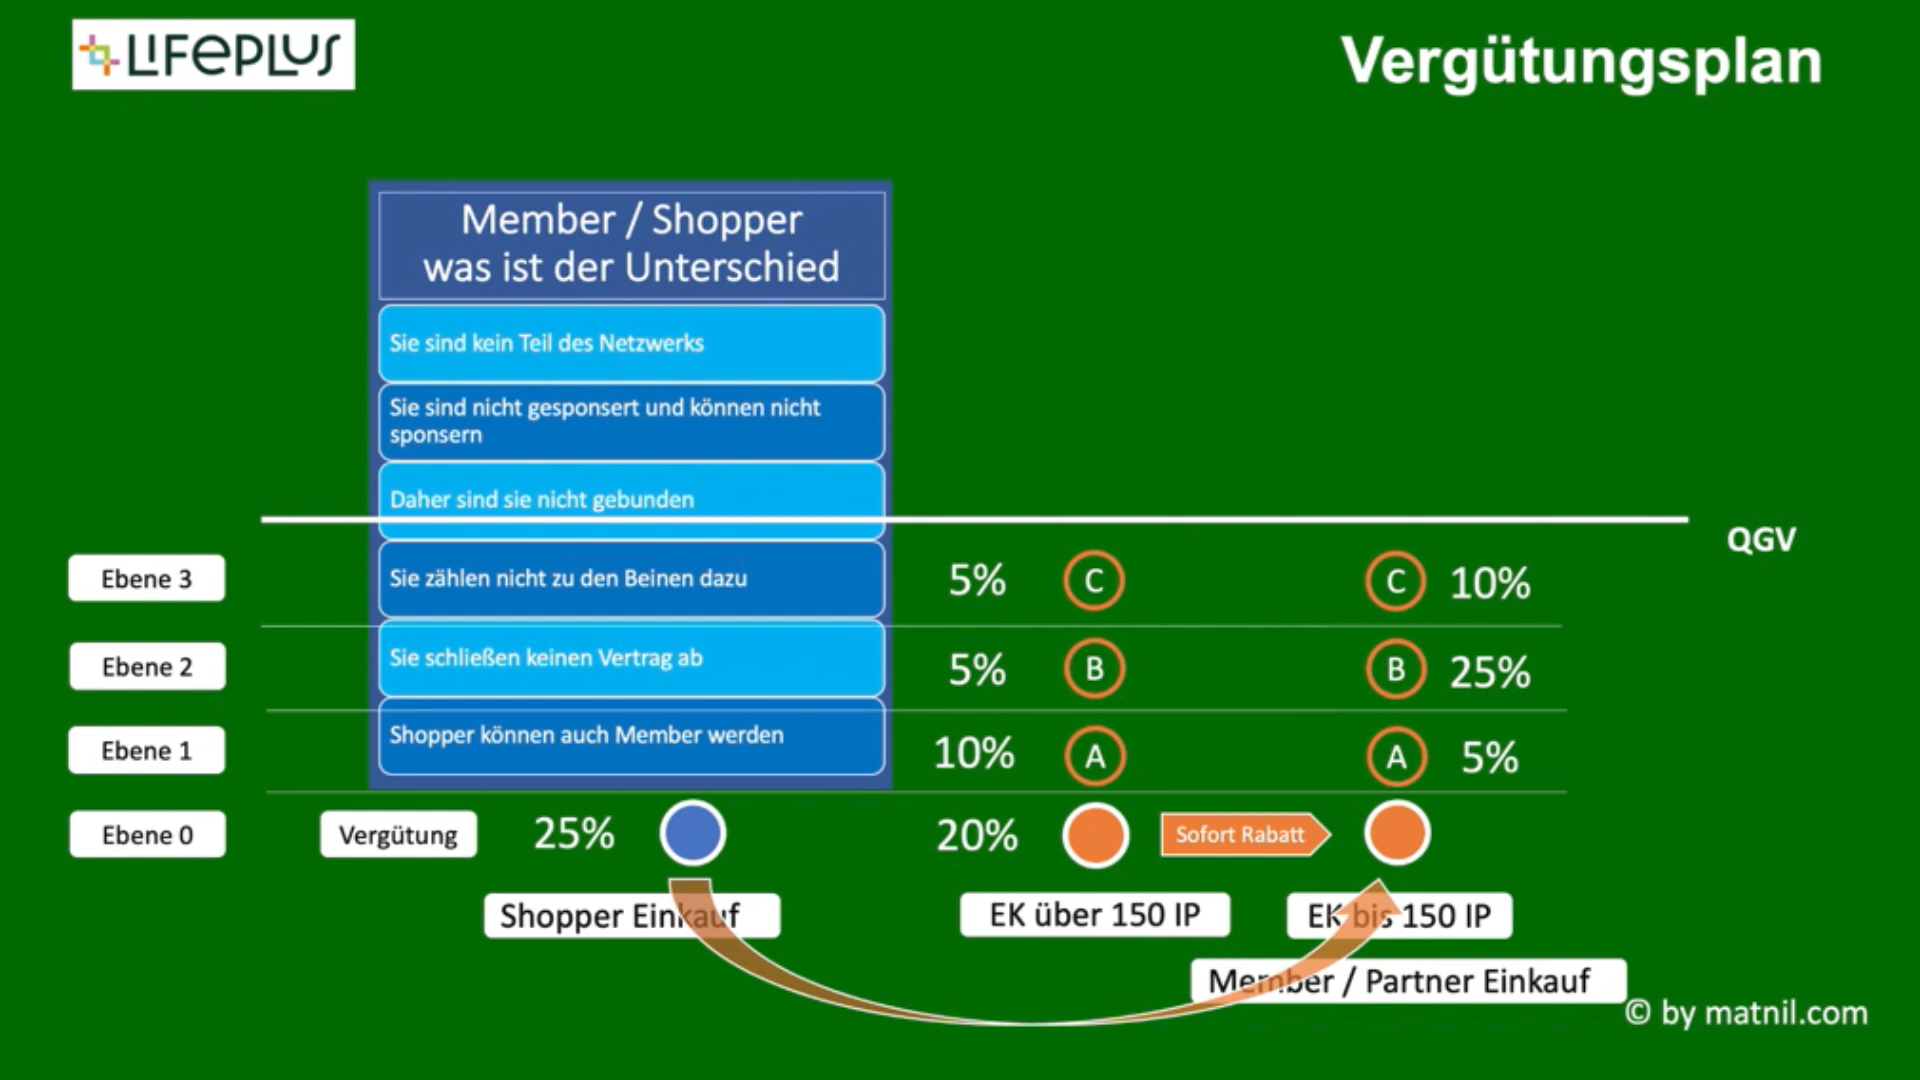 LIFEPLUS
Vergütungsplan
Member / Shopper
was ist der Unterschied
Sie sind kein Teil des Netzwerks
Sie sind nicht gesponsert und können nicht
sponsern
Daher sind sie nicht gebunden
QGV
Ebene 3
Sie zählen nicht zu den Beinen dazu
5%
C
C
10%
Ebene 2
Sie schließen keinen Vertrag ab
5%
B
B
25%
Ebene 1
Shopper können auch Member werden
10%
A
A
5%
Ebene 0
Vergütung
25%
20%
Sofort Rabatt
Shopper Einkauf
EK über 150 IP
EK bis 150 IP
Member / Partner Einkauf
© by matnil.com